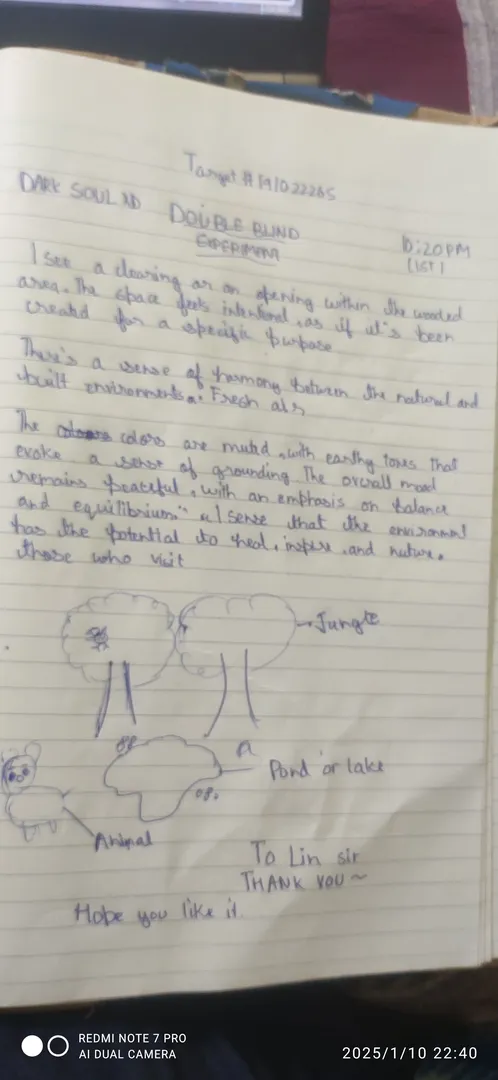 Target # 19102226S
DARK SOUL ND DOUBLE BLIND
EXPERIMENT
10:20 PM
(IST)
I see a clearing or an opening within the wooded
area. The space feels intentional, as if it's been
created for a specific purpose
There's a sense of harmony between the natural and
built environments. Fresh
The colors are muted, with earthy tones that
evoke a sense of grounding The overall mood
remains peaceful, with an emphasis on balance
and equilibrium" "I sense that the environment
has the potential to heal, inspire, and nuture.
those who visit
Jungle
Pond or lake
Animal
To Lin sir
THANK YOU ~
Hope you like it.
REDMI NOTE 7 PRO
AI DUAL CAMERA
2025/1/10 22:40